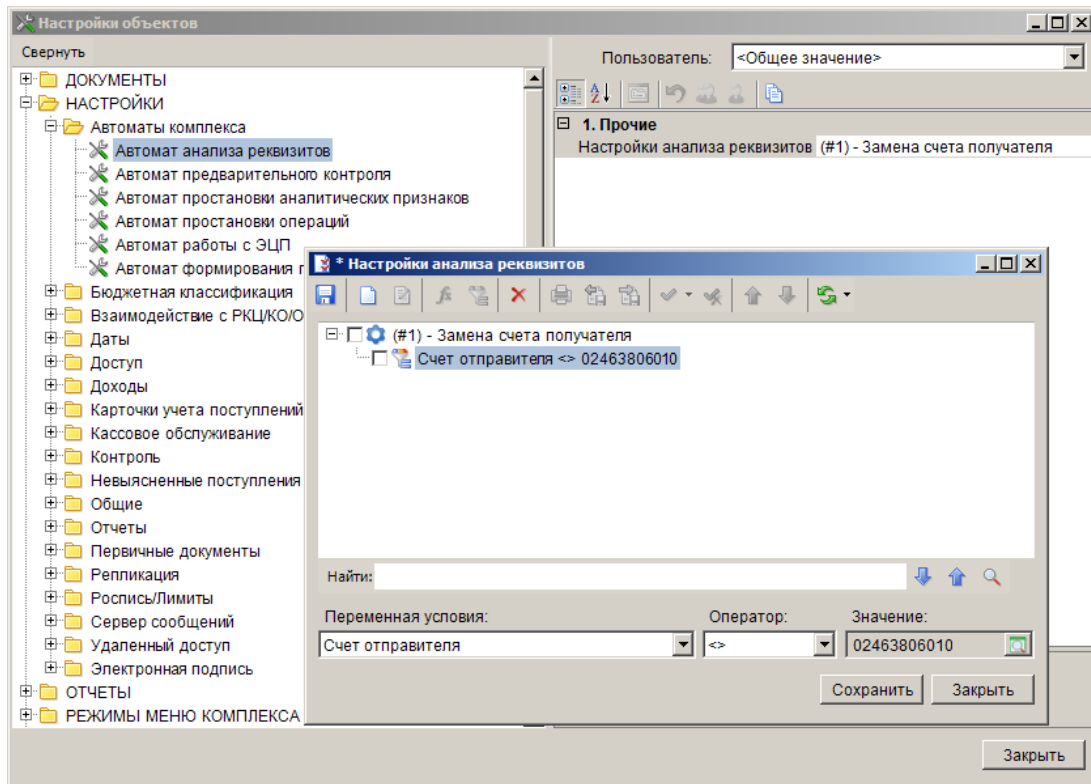 Настройки объектов
Свернуть
Пользователь: <Общее значение>
ДОКУМЕНТЫ
НАСТРОЙКИ
Автоматы комплекса
Автомат анализа реквизитов
Автомат предварительного контроля
Автомат простановки аналитических признаков
Автомат простановки операций
Автомат работы с ЭЦП
Автомат формирования
Бюджетная классификация
Взаимодействие с РКЦ/КО/О
Даты
Доступ
Доходы
Карточки учета поступлений
Кассовое обслуживание
Контроль
Невыясненные поступления
Общие
Отчеты
Первичные документы
Репликация
Роспись/Лимиты
Сервер сообщений
Удаленный доступ
Электронная подпись
ОТЧЕТЫ
РЕЖИМЫ МЕНЮ КОМПЛЕКСА
1. Прочие
Настройки анализа реквизитов (#1) - Замена счета получателя
* Настройки анализа реквизитов
(#1) - Замена счета получателя
Счет отправителя <> 02463806010
Найти:
Переменная условия: Оператор: Значение:
Счет отправителя <> 02463806010
Сохранить Закрыть
Закрыть